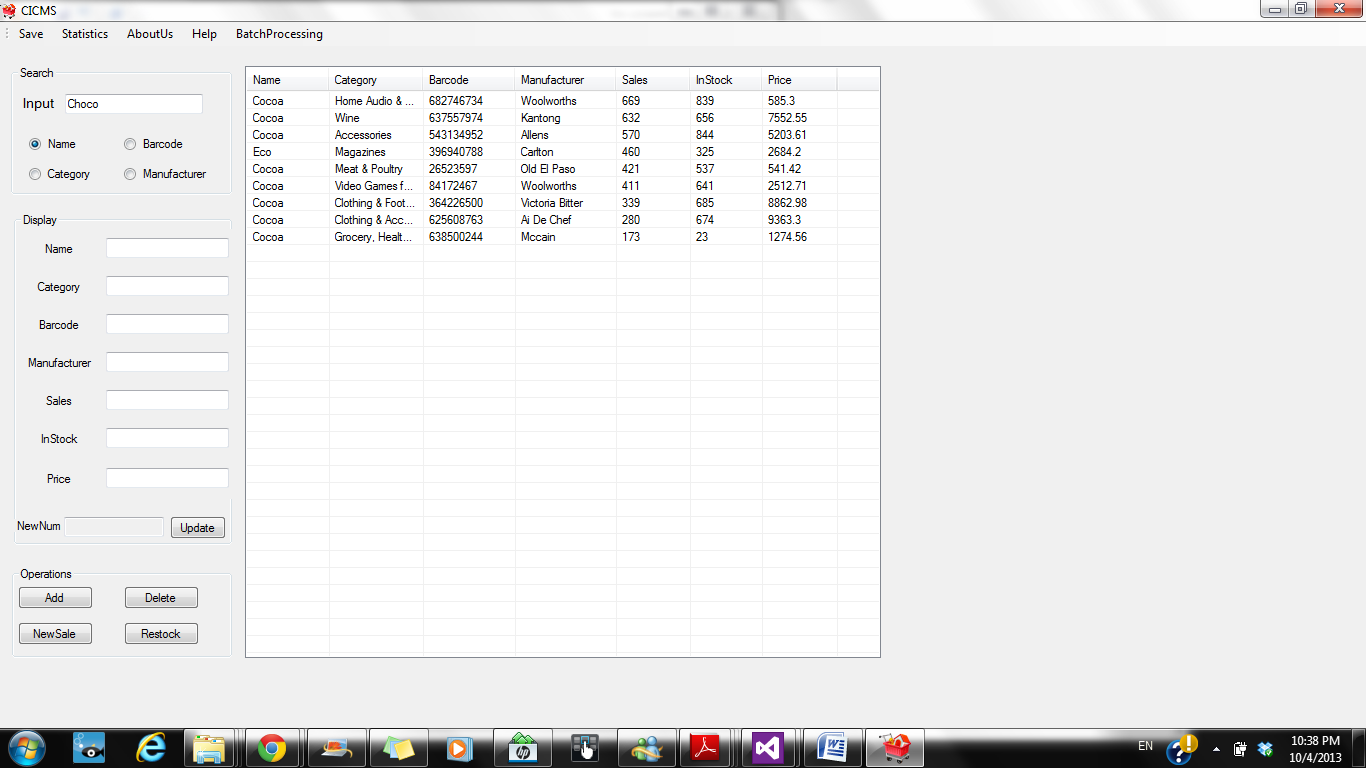 CICMS
Save Statistics AboutUs Help BatchProcessing
Search
Input Choco
Name Barcode
Category Manufacturer
Display
Name
Category
Barcode
Manufacturer
Sales
InStock
Price
NewNum Update
Operations
Add Delete
NewSale Restock
Name Category Barcode Manufacturer Sales InStock Price
Cocoa Home Audio & ... 682746734 Woolworths 669 839 585.3
Cocoa Wine 637557974 Kantong 632 656 7552.55
Cocoa Accessories 543134952 Allens 570 844 5203.61
Eco Magazines 396940788 Carlton 460 325 2684.2
Cocoa Meat & Poultry 26523597 Old El Paso 421 537 541.42
Cocoa Video Games f... 84172467 Woolworths 411 641 2512.71
Cocoa Clothing & Foot... 364226500 Victoria Bitter 339 685 8862.98
Cocoa Clothing & Acc... 625608763 Ai De Chef 280 674 9363.3
Cocoa Grocery, Healt... 638500244 Mccain 173 23 1274.56
hp
W
EN
10:38 PM
10/4/2013